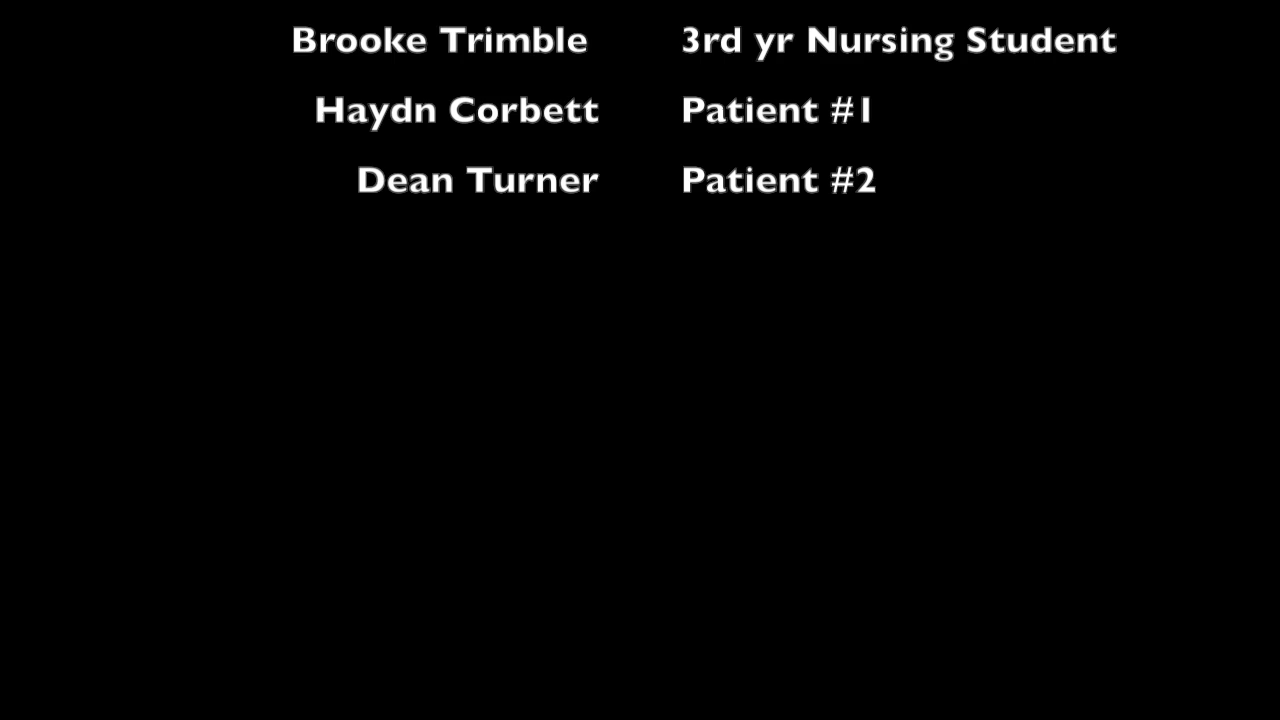 Brooke Trimble 3rd yr Nursing Student
Haydn Corbett Patient #1
Dean Turner Patient #2